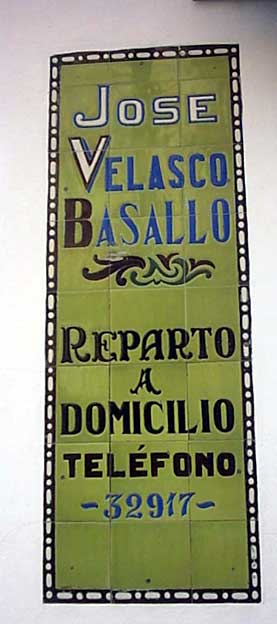 JOSE
VELASCO
BASALLO
REPARTO
A
DOMICILIO
TELÉFONO
-32917-